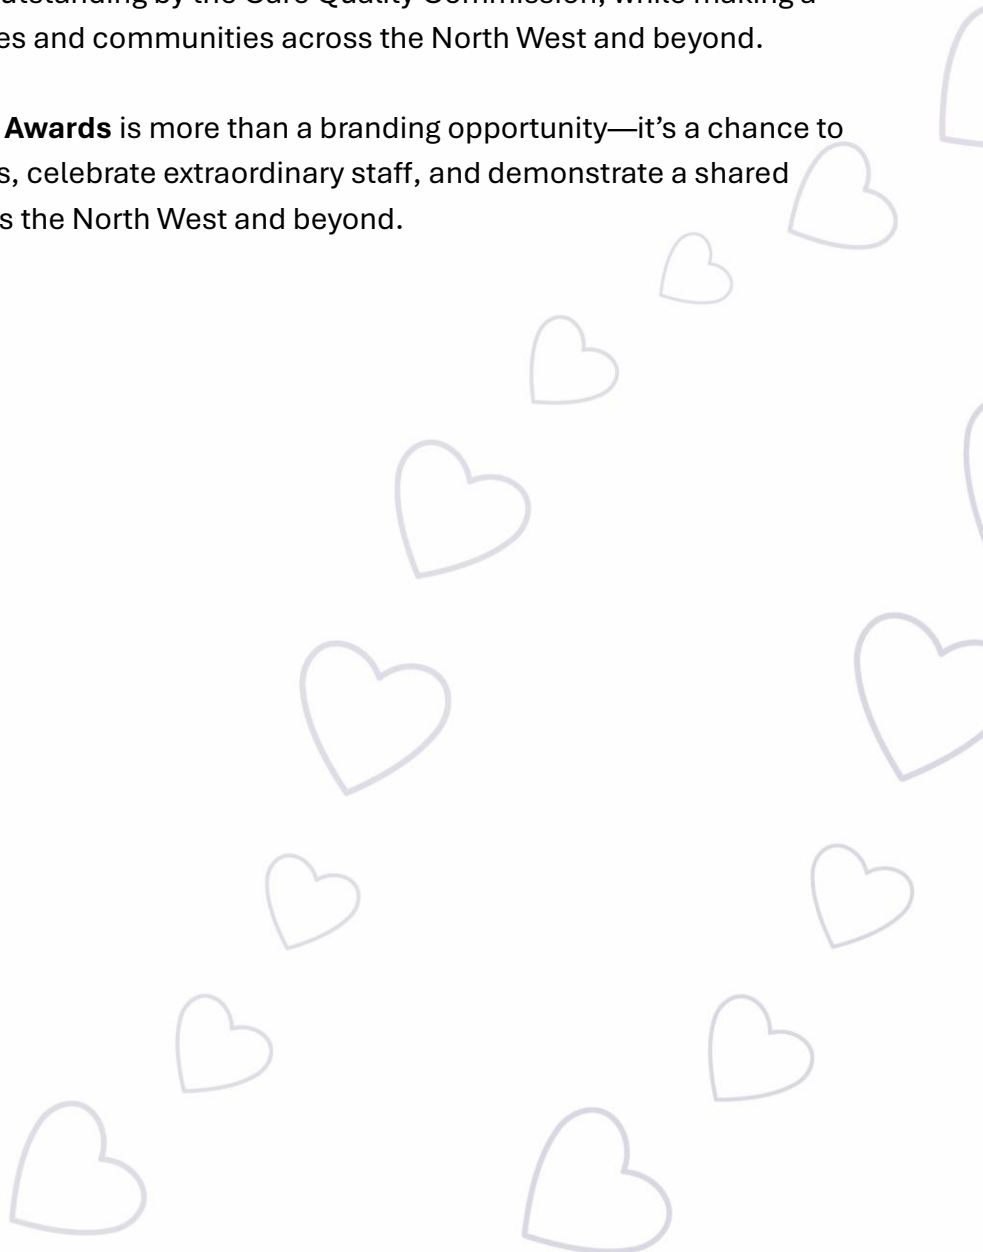 by the Care Quality Commission, while making a
es and communities across the North West and beyond.
Awards is more than a branding opportunity—it's a chance to
s, celebrate extraordinary staff, and demonstrate a shared
s the North West and beyond.